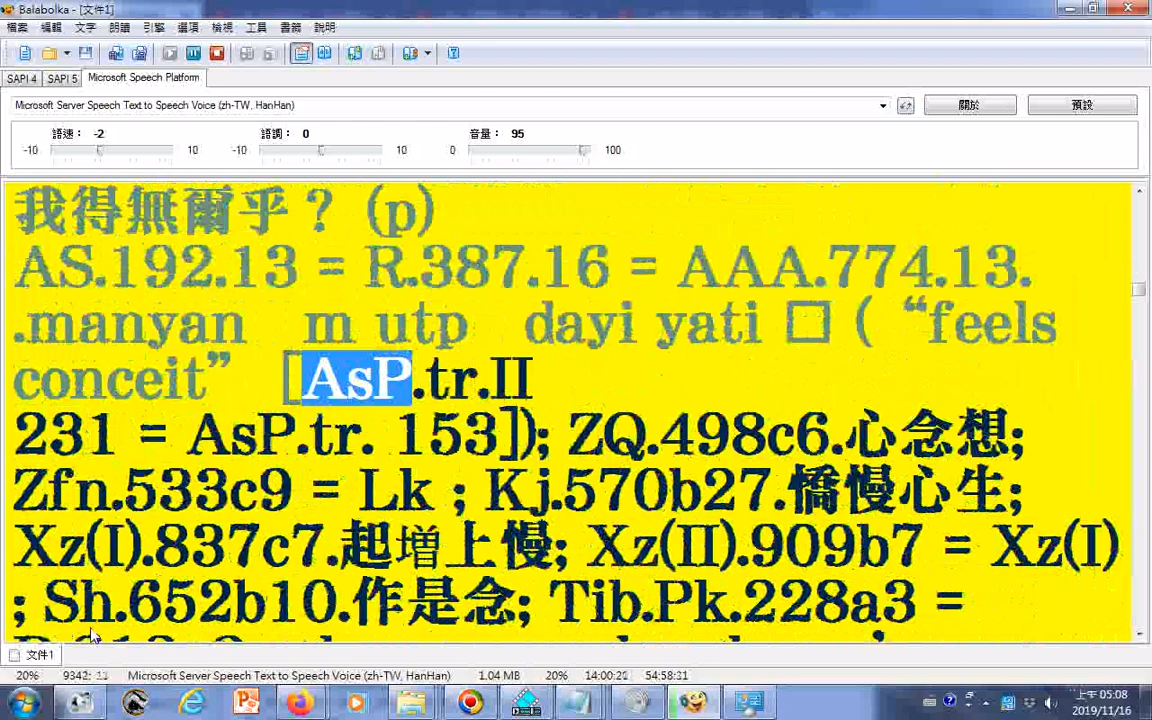 Balabolka - [文件1]
檔案 編輯 文字 朗讀 引擎 選項 檢視 工具 書籤 說明
SAPI 4 SAPI 5 Microsoft Speech Platform
Microsoft Server Speech Text to Speech Voice (zh-TW, HanHan) 關於 預設
語速： -2 語調： 0 音量： 95
-10 10 -10 10 0 100
我得無爾乎？ (p)
AS.192.13 = R.387.16 = AAA.774.13.
.manyan m utp dayi yati □ ( “feels
conceit” [AsP.tr.II
231 = AsP.tr. 153]); ZQ.498c6.心念想;
Zfn.533c9 = Lk ; Kj.570b27.憍慢心生;
Xz(I).837c7.起增上慢; Xz(II).909b7 = Xz(I)
; Sh.652b10.作是念; Tib.Pk.228a3 =
文件1
20% 9342: 11 Microsoft Server Speech Text to Speech Voice (zh-TW, HanHan) 1.04 MB 20% 14:00:21 54:58:31
上午 05:08
2019/11/16